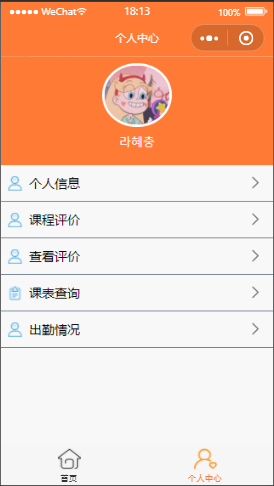 WeChat 18:13 100%
个人中心
라혜충
个人信息
课程评价
查看评价
课表查询
出勤情况
首页 个人中心